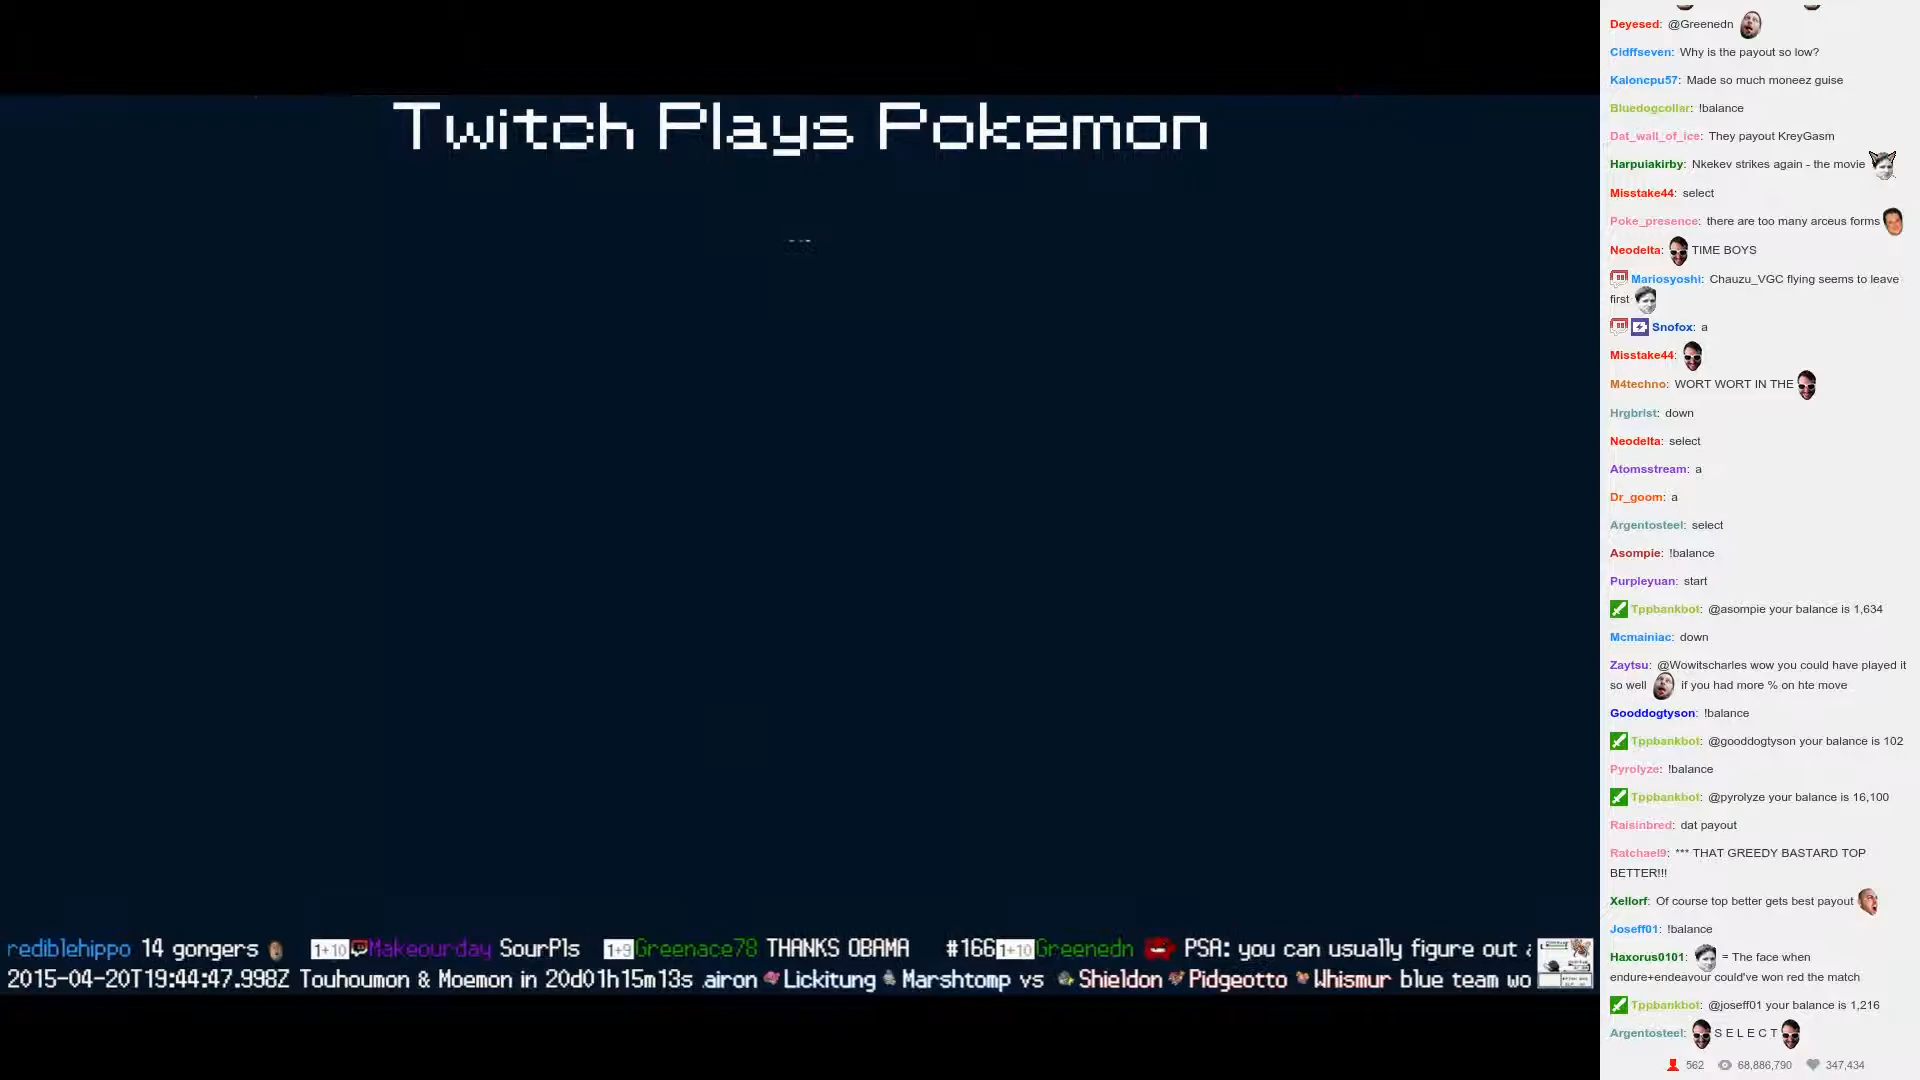 Twitch Plays Pokemon
---
rediblehippo 14 gongers 1+10 Makeourday SourPls 1+9 Greenace78 THANKS OBAMA #166 1+10 Greenedn PSA: you can usually figure out
2015-04-20T19:44:47.998Z Touhoumon & Moemon in 20d01h15m13s airon Lickitung Marshtomp vs Shieldon Pidgeotto Whismur blue team wo
Deyesed: @Greenedn
Cidffseven: Why is the payout so low?
Kaloncpu57: Made so much moneez guise
Bluedogcollar: !balance
Dat_wall_of_ice: They payout KreyGasm
Harpuiakirby: Nkekev strikes again - the movie
Misstake44: select
Poke_presence: there are too many arceus forms
Neodelta: TIME BOYS
Mariosyoshi: Chauzu_VGC flying seems to leave
first
Snofox: a
Misstake44:
M4techno: WORT WORT IN THE
Hrgbrlst: down
Neodelta: select
Atomsstream: a
Dr_goom: a
Argentosteel: select
Asompie: !balance
Purpleyuan: start
Tppbankbot: @asompie your balance is 1,634
Mcmainiac: down
Zaytsu: @Wowitscharles wow you could have played it
so well if you had more % on hte move
Gooddogtyson: !balance
Tppbankbot: @gooddogtyson your balance is 102
Pyrolyze: !balance
Tppbankbot: @pyrolyze your balance is 16,100
Raisinbred: dat payout
Ratchael9: *** THAT GREEDY BASTARD TOP
BETTER!!!
Xellorf: Of course top better gets best payout
Joseff01: !balance
Haxorus0101: = The face when
endure+endeavour could've won red the match
Tppbankbot: @joseff01 your balance is 1,216
Argentosteel: S E L E C T
562 68,886,790 347,434